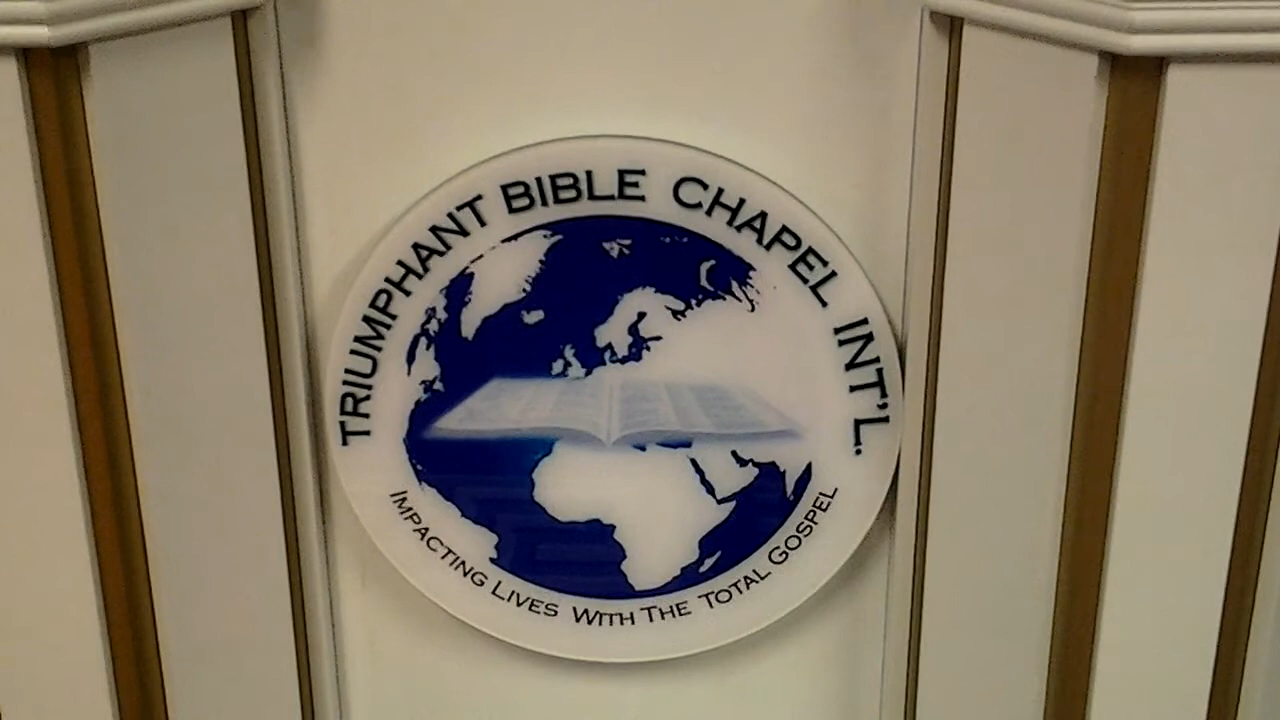 TRIUMPHANT BIBLE CHAPEL INT'L.
IMPACTING LIVES WITH THE TOTAL GOSPEL